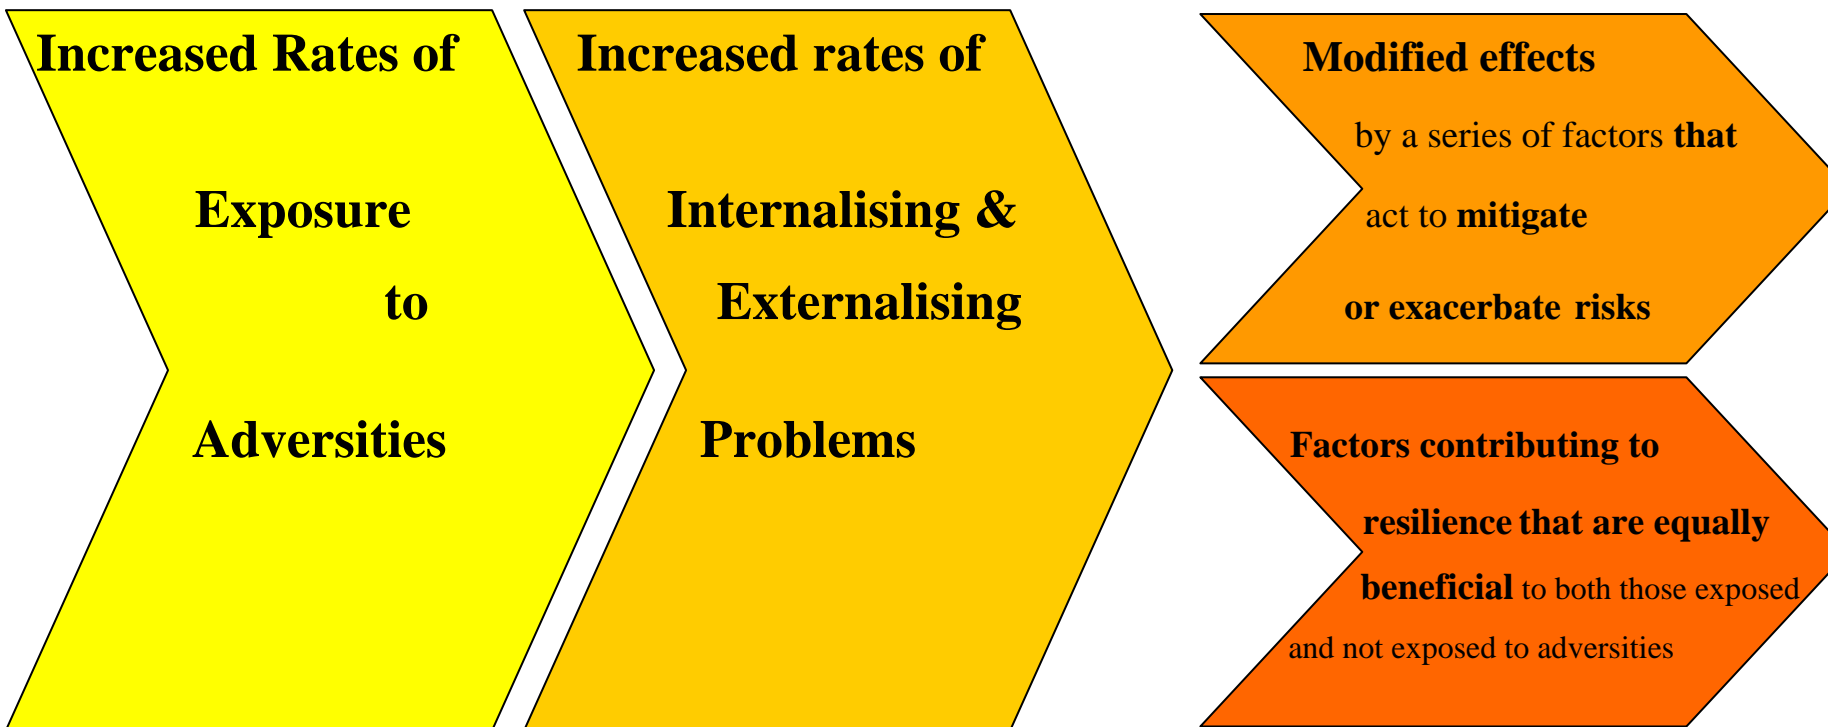 Increased Rates of
Exposure
to
Adversities
Increased rates of
Internalising &
Externalising
Problems
Modified effects
by a series of factors that
act to mitigate
or exacerbate risks
Factors contributing to
resilience that are equally
beneficial to both those exposed
and not exposed to adversities